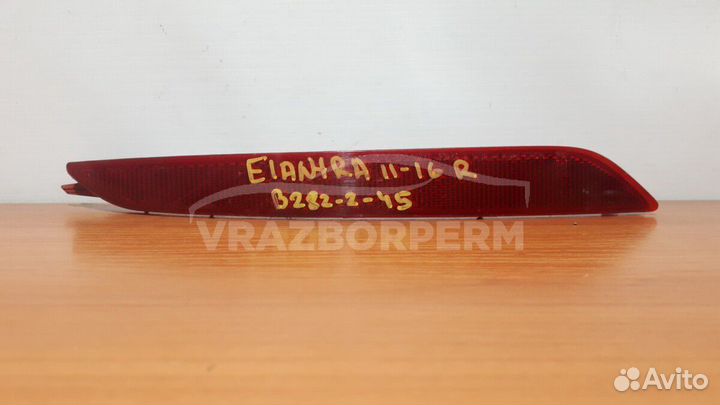 ElANtRA 11-16 R
B282-2-45
VRAZBORPERM
Avito